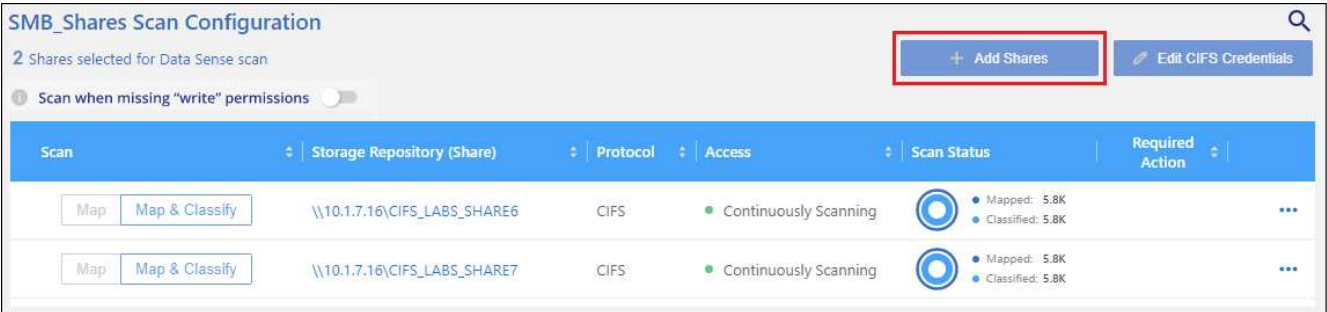 SMB_Shares Scan Configuration
2 Shares selected for Data Sense scan
+ Add Shares
Edit CIFS Credentials
Scan when missing "write" permissions
Scan
Storage Repository (Share)
Protocol
Access
Scan Status
Required
Action
Map
Map & Classify
\\10.1.7.16\CIFS_LABS_SHARE6
CIFS
Continuously Scanning
Mapped: 5.8K
Classified: 5.8K
Map
Map & Classify
\\10.1.7.16\CIFS_LABS_SHARE7
CIFS
Continuously Scanning
Mapped: 5.8K
Classified: 5.8K